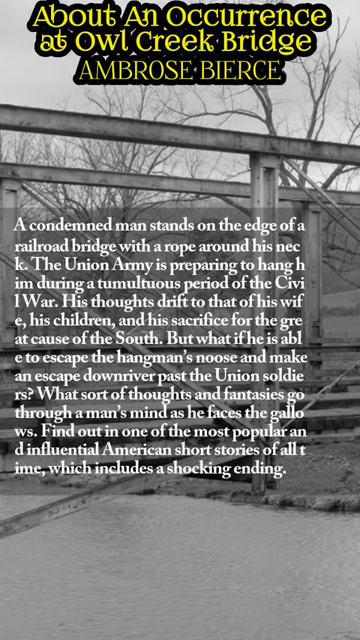 About An Occurrence
at Owl Creek Bridge
AMBROSE BIERCE
A condemned man stands on the edge of a
railroad bridge with a rope around his nec
k. The Union Army is preparing to hang h
im during a tumultuous period of the Civi
l War. His thoughts drift to that of his wif
e, his children, and his sacrifice for the gre
at cause of the South. But what if he is abl
e to escape the hangman's noose and make
an escape downriver past the Union soldie
rs? What sort of thoughts and fantasies go
through a man's mind as he faces the gallo
ws. Find out in one of the most popular an
d influential American short stories of all t
ime, which includes a shocking ending.